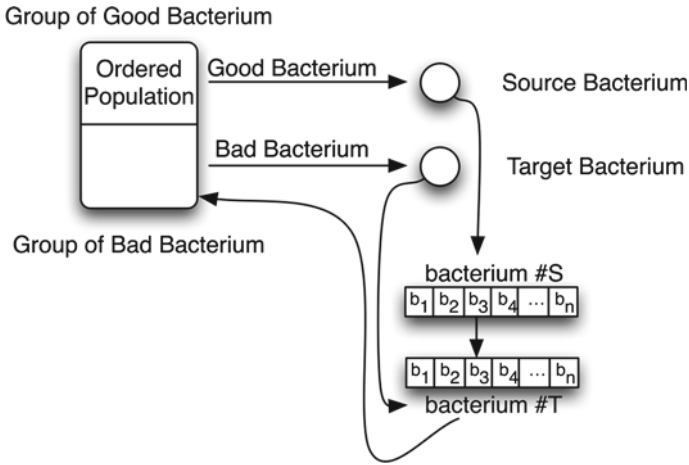 Group of Good Bacterium
Ordered
Population
Good Bacterium
Source Bacterium
Bad Bacterium
Target Bacterium
Group of Bad Bacterium
bacterium #S
b1 b2 b3 b4 ... bn
b1 b2 b3 b4 ... bn
bacterium #T